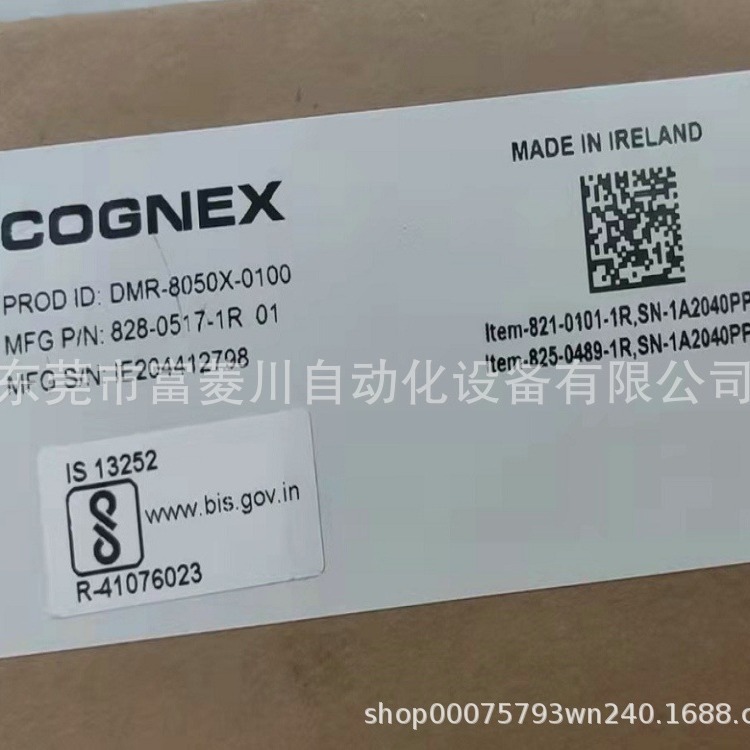 MADE IN IRELAND
COGNEX
PROD ID: DMR-8050X-0100
MFG P/N: 828-0517-1R 01
MFG S/N IE204412798
Item-821-0101-1R,SN-1A2040PP
Item-825-0489-1R,SN-1A2040PP
东莞市富菱川自动化设备有限公司
IS 13252
www.bis.gov.in
R-41076023
shop00075793wn240.1688.c